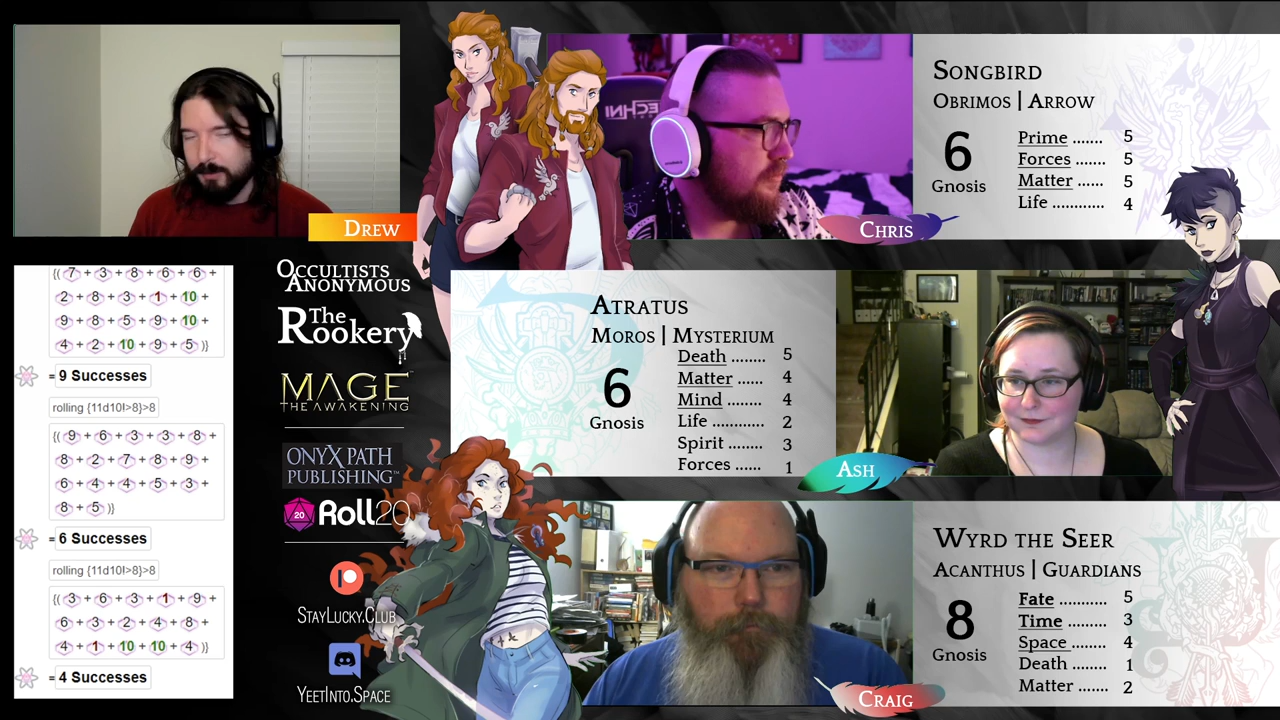 DREW
CHRIS
SONGBIRD
OBRIMOS | ARROW
6
Gnosis
Prime ....... 5
Forces ....... 5
Matter ...... 5
Life ............ 4
{(7+3+8+6+6+
2+8+3+1+10+
9+8+5+9+10+
4+2+10+9+5)}
=9 Successes
rolling {11d10!>8}>8
{(9+6+3+3+8+
8+2+7+8+9+
6+4+4+5+3+
8+5)}
=6 Successes
rolling {11d10!>8}>8
{(3+6+3+1+9+
6+3+2+4+8+
4+1+10+10+4)}
=4 Successes
OCCULTISTS
ANONYMOUS
The
Rookery
MAGE
THE AWAKENING
ONYX PATH
PUBLISHING™
20
Roll20
STAYLUCKY.CLUB
YEETINTO.SPACE
ATRATUS
MOROS | MYSTERIUM
6
Gnosis
Death ........ 5
Matter ...... 4
Mind ......... 4
Life ............ 2
Spirit ......... 3
Forces ...... 1
ASH
WYRD THE SEER
ACANTHUS | GUARDIANS
8
Gnosis
Fate ........... 5
Time .......... 3
Space ......... 4
Death ........ 1
Matter ....... 2
CRAIG